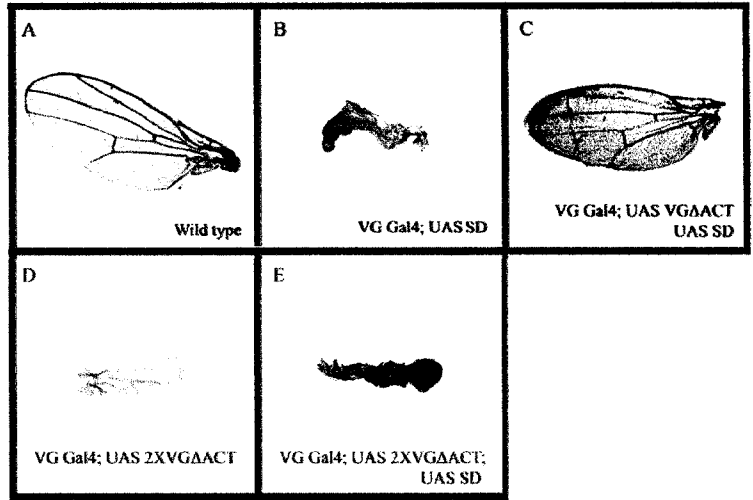 A
Wild type
B
VG Gal4; UAS SD
C
VG Gal4; UAS VGΔACT
UAS SD
D
VG Gal4; UAS 2XVGΔACT
E
VG Gal4; UAS 2XVGΔACT;
UAS SD